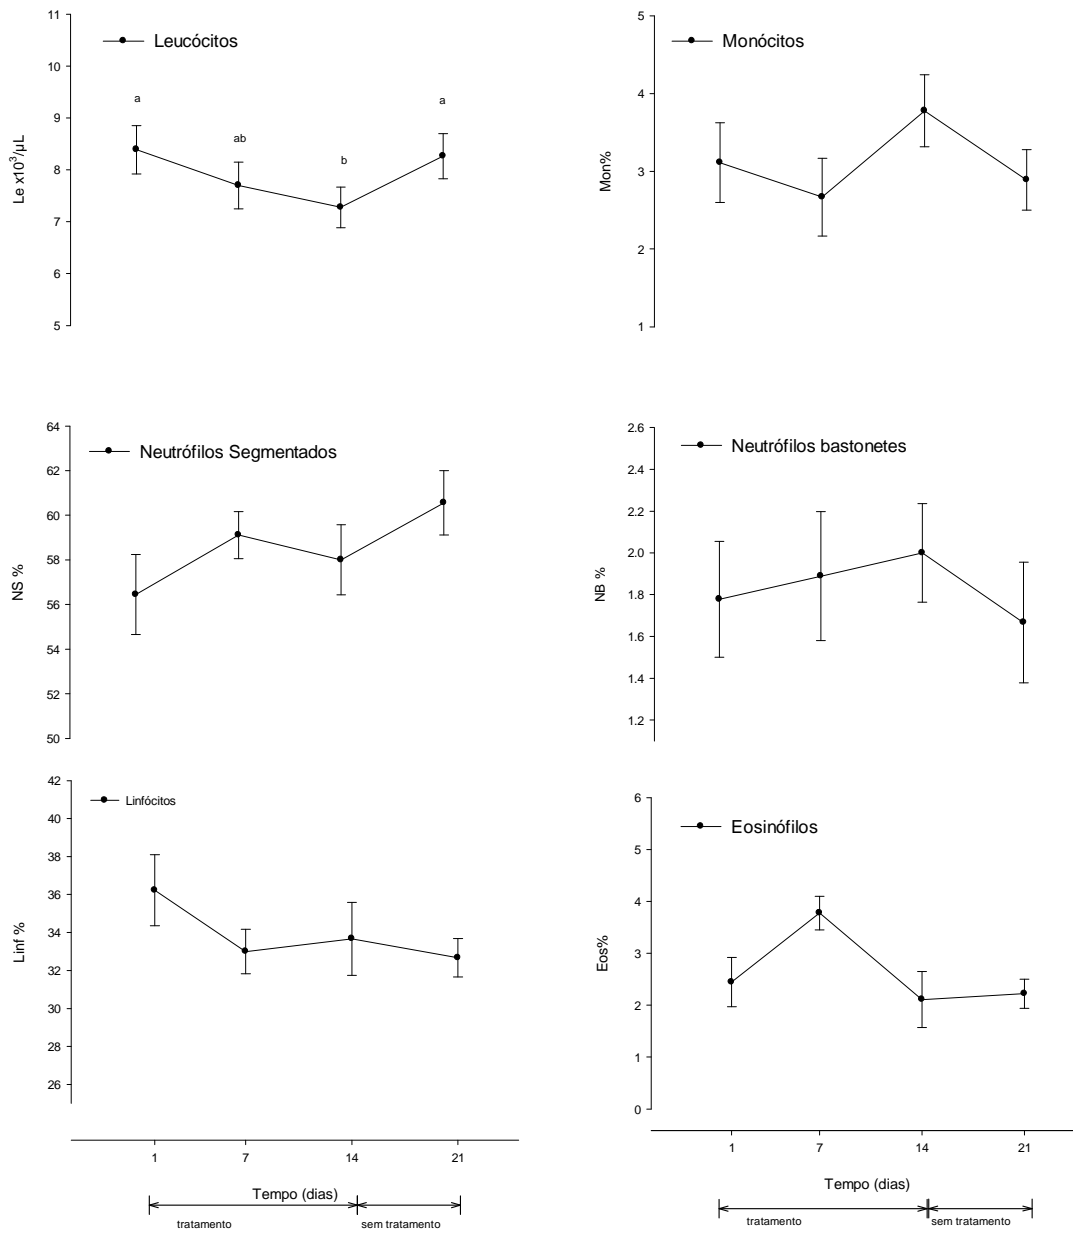 Leucócitos
11
10
9
8
7
6
5
Le x10³/µL
a
ab
b
a
Monócitos
5
4
3
2
1
Mon%
Neutrófilos Segmentados
64
62
60
58
56
54
52
50
NS %
Neutrófilos bastonetes
2.6
2.4
2.2
2.0
1.8
1.6
1.4
1.2
NB %
Linfócitos
42
40
38
36
34
32
30
28
26
Linf %
1 7 14 21
Tempo (dias)
tratamento sem tratamento
Eosinófilos
6
5
4
3
2
1
0
Eos%
1 7 14 21
Tempo (dias)
tratamento sem tratamento